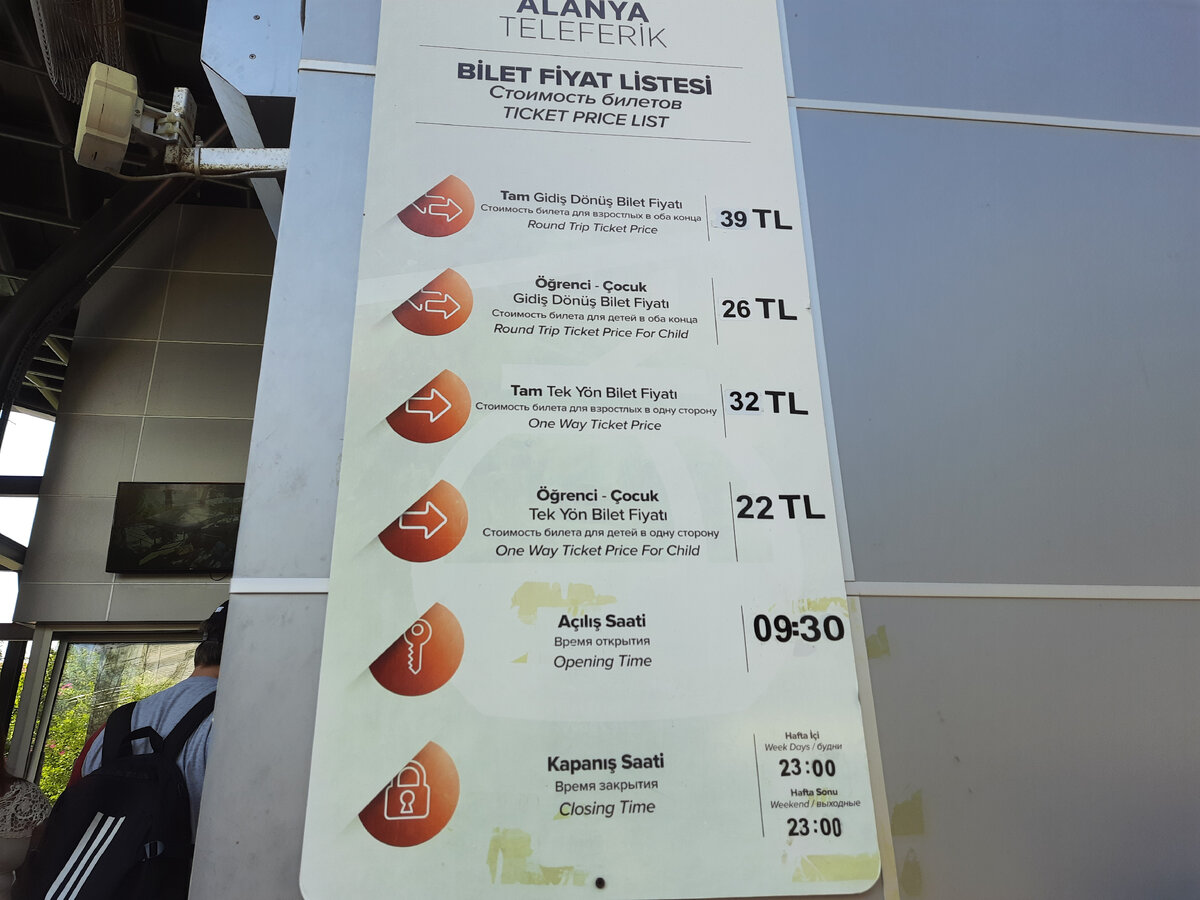 ALANYA
TELEFERİK
BİLET FİYAT LİSTESİ
Стоимость билетов
TICKET PRICE LIST
Tam Gidiş Dönüş Bilet Fiyatı
Стоимость билета для взрослых в оба конца
Round Trip Ticket Price
39 TL
Öğrenci - Çocuk
Gidiş Dönüş Bilet Fiyatı
Стоимость билета для детей в оба конца
Round Trip Ticket Price For Child
26 TL
Tam Tek Yön Bilet Fiyatı
Стоимость билета для взрослых в одну сторону
One Way Ticket Price
32 TL
Öğrenci - Çocuk
Tek Yön Bilet Fiyatı
Стоимость билета для детей в одну сторону
One Way Ticket Price For Child
22 TL
Açılış Saati
Время открытия
Opening Time
09:30
Kapanış Saati
Время закрытия
Closing Time
Hafta İçi
Week Days / будни
23:00
Hafta Sonu
Weekend / выходные
23:00